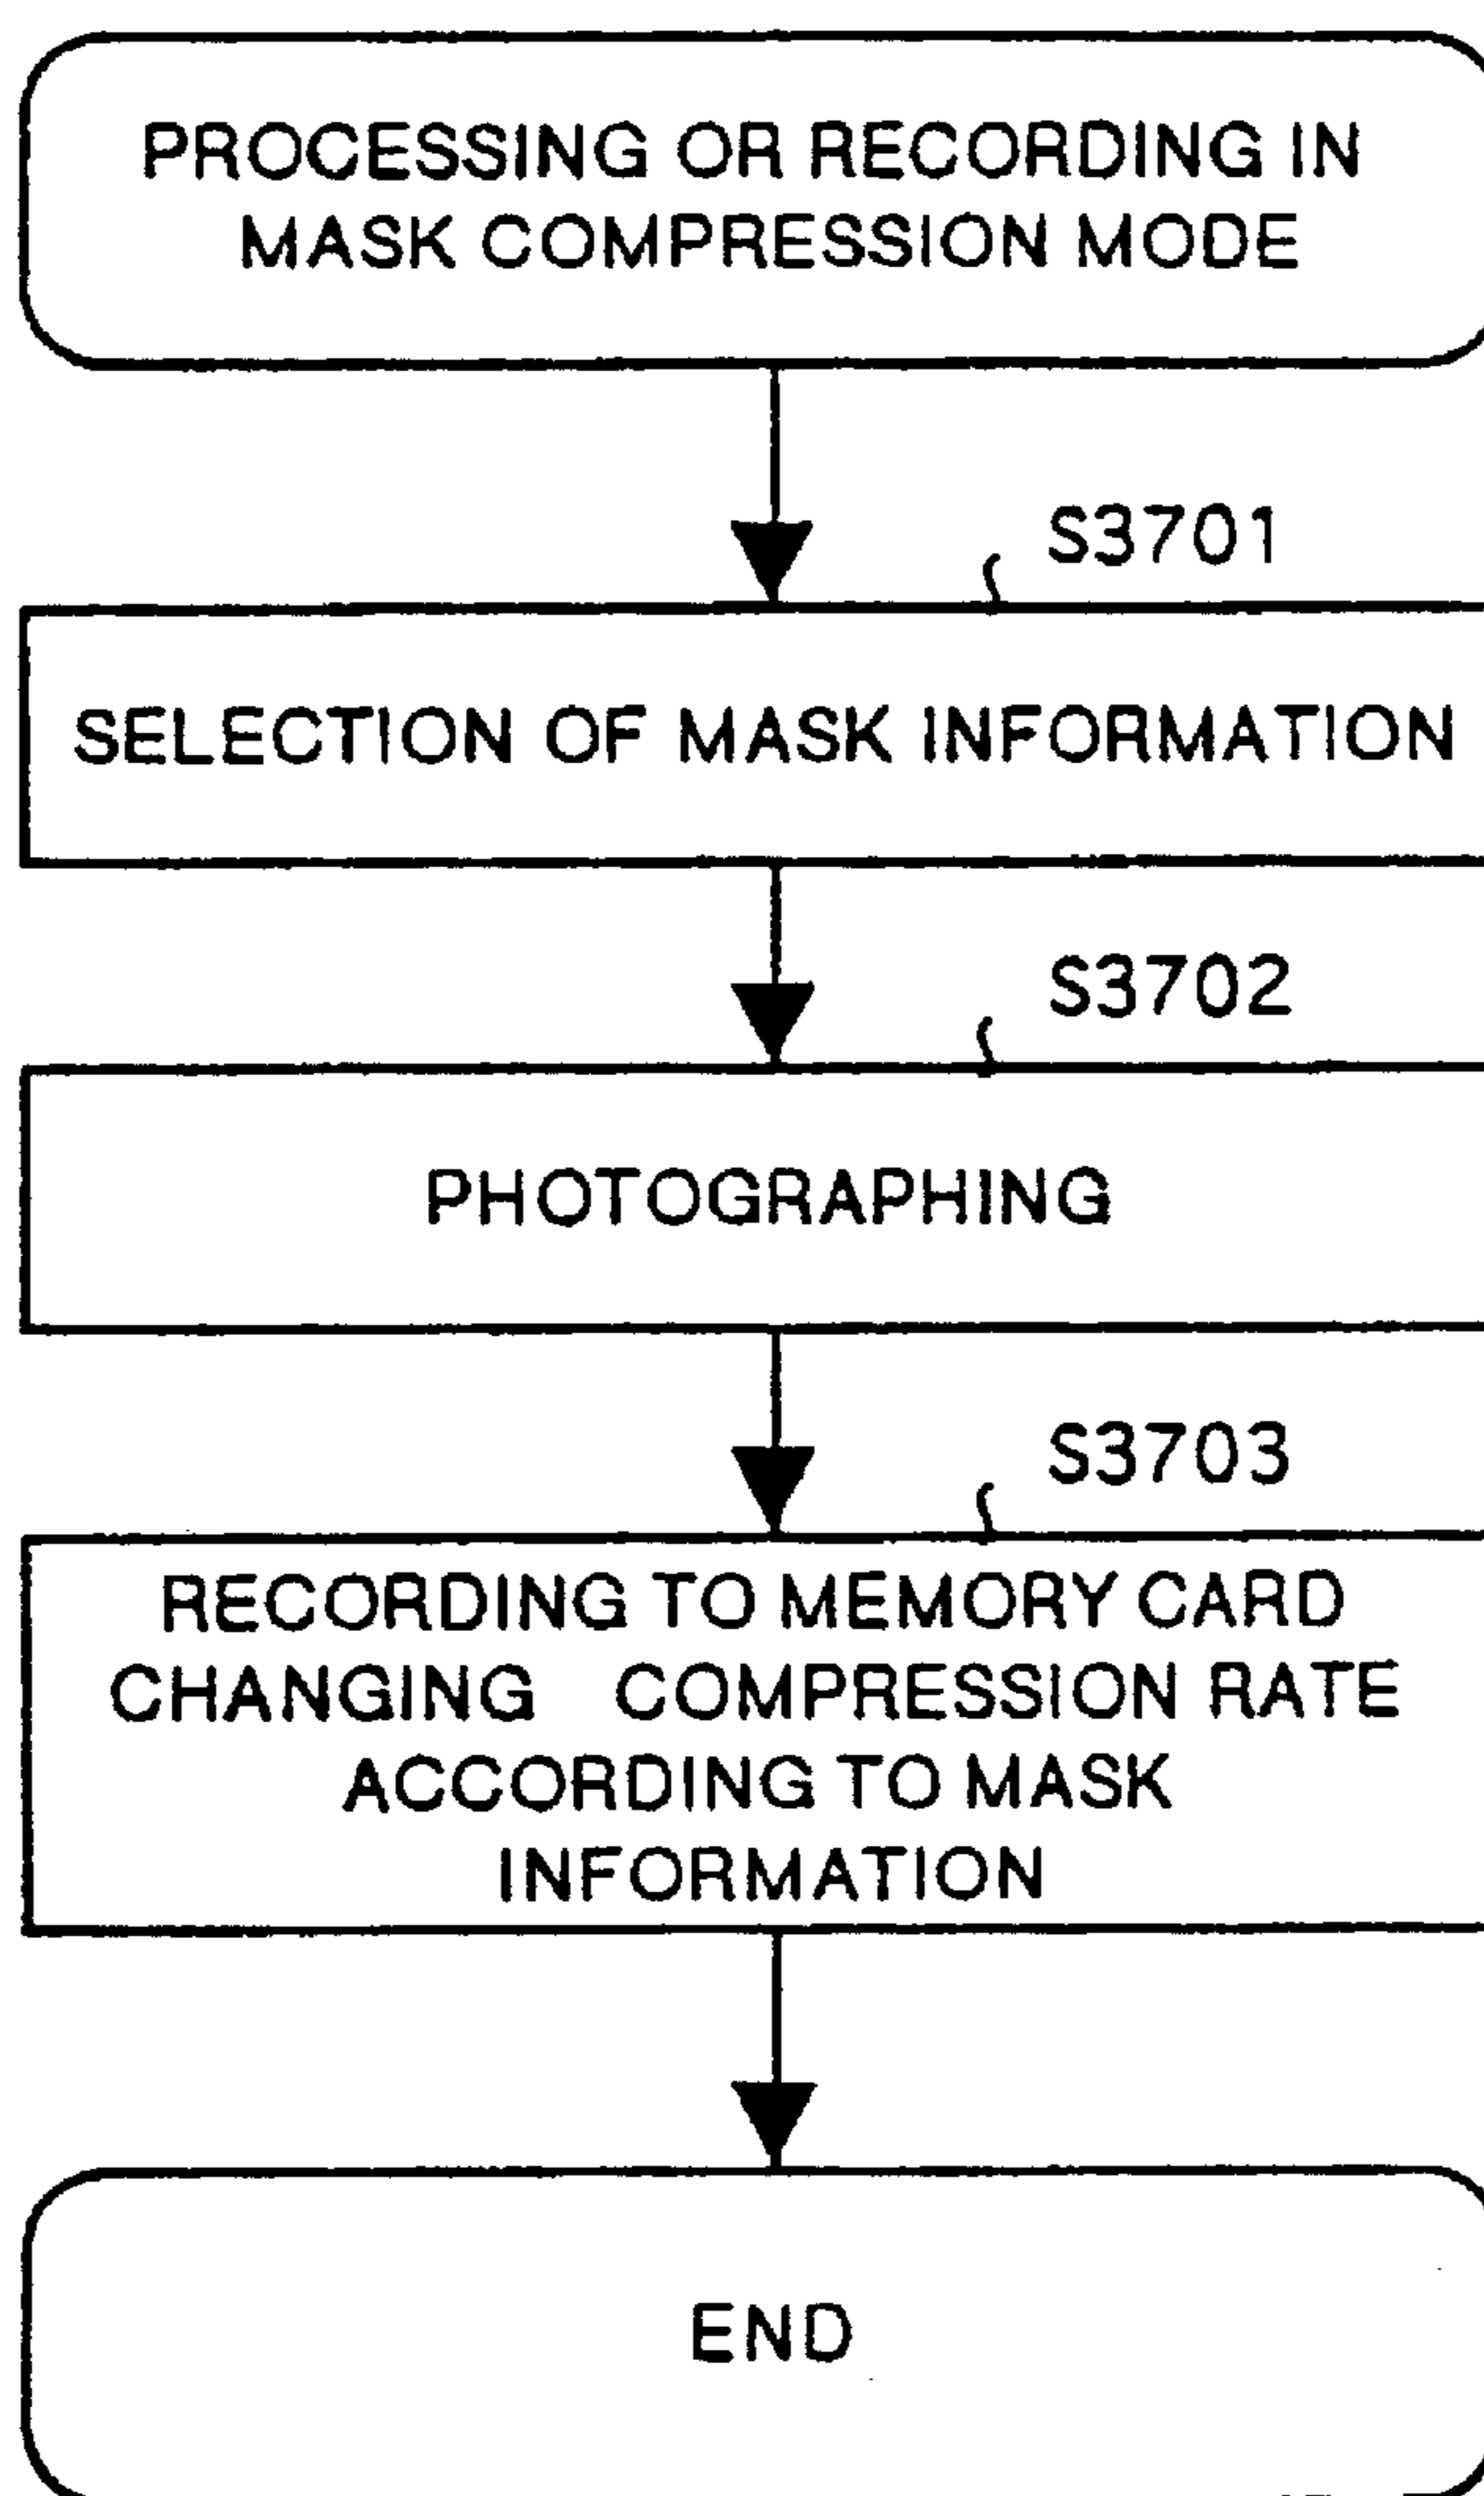 PROCESSING OR RECORDING IN
MASK COMPRESSION MODE
S3701
SELECTION OF MASK INFORMATION
S3702
PHOTOGRAPHING
S3703
RECORDING TO MEMORY CARD
CHANGING COMPRESSION RATE
ACCORDING TO MASK
INFORMATION
END